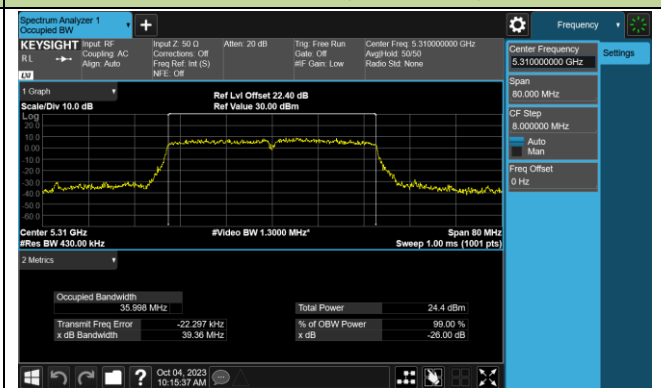 Spectrum Analyzer 1
Occupied BW
Frequency
KEYSIGHT
R L
Input: RF
Coupling: AC
Align: Auto
Input Z: 50 Ω
Corrections: Off
Freq Ref: Int (S)
NFE: Off
Atten: 20 dB
Trig: Free Run
Gate: Off
#IF Gain: Low
Center Freq: 5.310000000 GHz
Avg|Hold: 50/50
Radio Std: None
LXI
Center Frequency
5.310000000 GHz
Settings
Span
80.000 MHz
CF Step
8.000000 MHz
Auto
Man
Freq Offset
0 Hz
1 Graph
Scale/Div 10.0 dB
Ref Lvl Offset 22.40 dB
Ref Value 30.00 dBm
Log
20.0
10.0
0.00
-10.0
-20.0
-30.0
-40.0
-50.0
-60.0
Center 5.31 GHz
#Video BW 1.3000 MHz*
Span 80 MHz
#Res BW 430.00 kHz
Sweep 1.00 ms (1001 pts)
2 Metrics
Occupied Bandwidth
35.998 MHz
Total Power 24.4 dBm
Transmit Freq Error -22.297 kHz
% of OBW Power 99.00 %
x dB Bandwidth 39.36 MHz
x dB -26.00 dB
Oct 04, 2023
10:15:37 AM